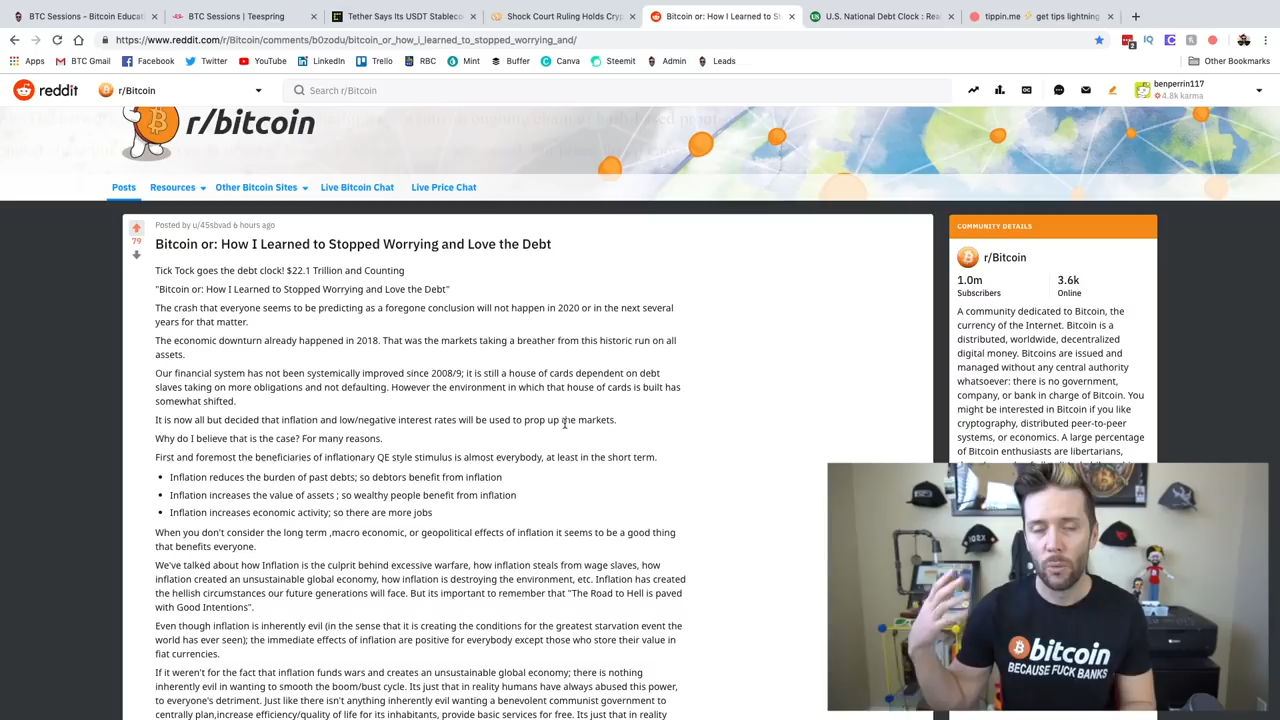 BTC Sessions - Bitcoin Educati
BTC Sessions | Teespring
Tether Says Its USDT Stableco
Shock Court Ruling Holds Cryp
Bitcoin or: How I Learned to St
U.S. National Debt Clock : Rea
tippin.me ⚡ get tips lightning
https://www.reddit.com/r/Bitcoin/comments/b0zodu/bitcoin_or_how_i_learned_to_stopped_worrying_and/
Apps BTC Gmail Facebook Twitter YouTube LinkedIn Trello RBC Mint Buffer Canva Steemit Admin Leads Other Bookmarks
reddit r/Bitcoin Search r/Bitcoin benperrin117
4.8k karma
r/bitcoin
Posts Resources Other Bitcoin Sites Live Bitcoin Chat Live Price Chat
Posted by u/45sbvad 6 hours ago
79
Bitcoin or: How I Learned to Stopped Worrying and Love the Debt
Tick Tock goes the debt clock! $22.1 Trillion and Counting
"Bitcoin or: How I Learned to Stopped Worrying and Love the Debt"
The crash that everyone seems to be predicting as a foregone conclusion will not happen in 2020 or in the next several
years for that matter.
The economic downturn already happened in 2018. That was the markets taking a breather from this historic run on all
assets.
Our financial system has not been systemically improved since 2008/9; it is still a house of cards dependent on debt
slaves taking on more obligations and not defaulting. However the environment in which that house of cards is built has
somewhat shifted.
It is now all but decided that inflation and low/negative interest rates will be used to prop up the markets.
Why do I believe that is the case? For many reasons.
First and foremost the beneficiaries of inflationary QE style stimulus is almost everybody, at least in the short term.
• Inflation reduces the burden of past debts; so debtors benefit from inflation
• Inflation increases the value of assets ; so wealthy people benefit from inflation
• Inflation increases economic activity; so there are more jobs
When you don't consider the long term ,macro economic, or geopolitical effects of inflation it seems to be a good thing
that benefits everyone.
We've talked about how Inflation is the culprit behind excessive warfare, how inflation steals from wage slaves, how
inflation created an unsustainable global economy, how inflation is destroying the environment, etc. Inflation has created
the hellish circumstances our future generations will face. But its important to remember that "The Road to Hell is paved
with Good Intentions".
Even though inflation is inherently evil (in the sense that it is creating the conditions for the greatest starvation event the
world has ever seen); the immediate effects of inflation are positive for everybody except those who store their value in
fiat currencies.
If it weren't for the fact that inflation funds wars and creates an unsustainable global economy; there is nothing
inherently evil in wanting to smooth the boom/bust cycle. Its just that in reality humans have always abused this power,
to everyone's detriment. Just like there isn't anything inherently evil wanting a benevolent communist government to
centrally plan,increase efficiency/quality of life for its inhabitants, provide basic services for free. Its just that in reality
COMMUNITY DETAILS
r/Bitcoin
1.0m 3.6k
Subscribers Online
A community dedicated to Bitcoin, the
currency of the Internet. Bitcoin is a
distributed, worldwide, decentralized
digital money. Bitcoins are issued and
managed without any central authority
whatsoever: there is no government,
company, or bank in charge of Bitcoin. You
might be interested in Bitcoin if you like
cryptography, distributed peer-to-peer
systems, or economics. A large percentage
of Bitcoin enthusiasts are libertarians,
bitcoin
BECAUSE FUCK BANKS